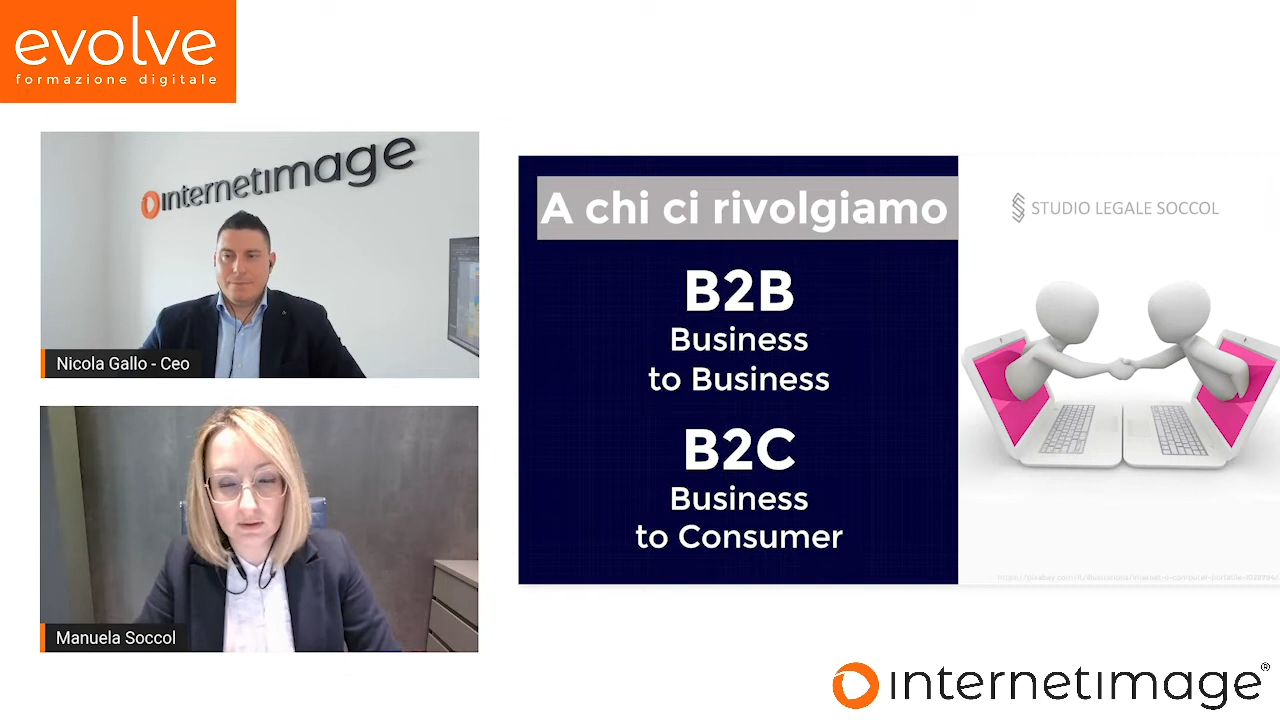 evolve
formazione digitale
internetimage
Nicola Gallo - Ceo
Manuela Soccol
A chi ci rivolgiamo
B2B
Business
to Business
B2C
Business
to Consumer
STUDIO LEGALE SOCCOL
internetimage®